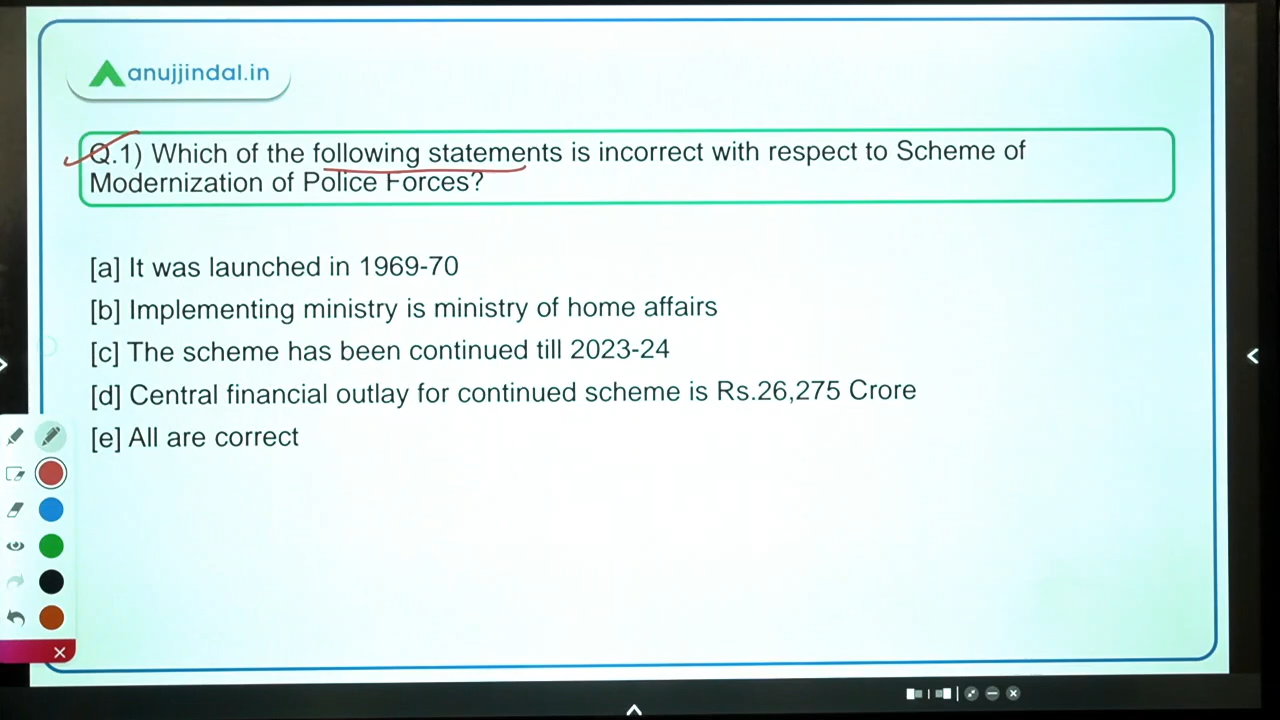 anujjindal.in
Q.1) Which of the following statements is incorrect with respect to Scheme of
Modernization of Police Forces?
[a] It was launched in 1969-70
[b] Implementing ministry is ministry of home affairs
[c] The scheme has been continued till 2023-24
[d] Central financial outlay for continued scheme is Rs.26,275 Crore
[e] All are correct